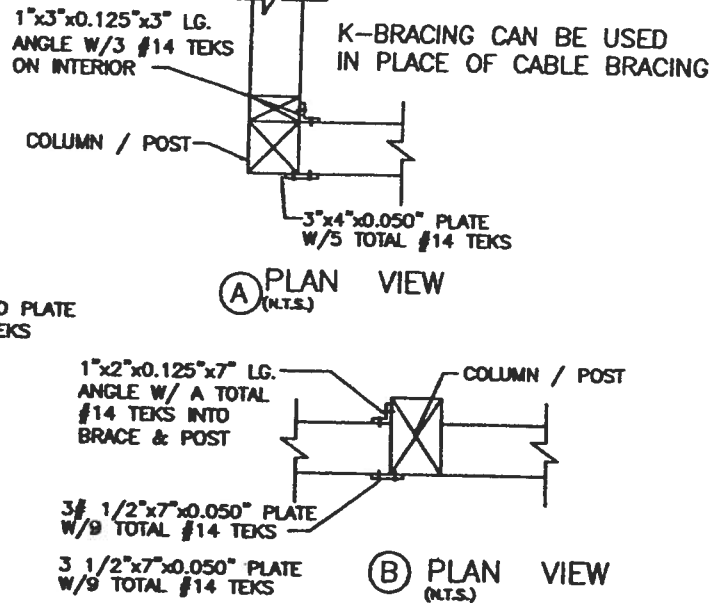 1"x3"x0.125"x3" LG.
ANGLE W/3 #14 TEKS
ON INTERIOR
K-BRACING CAN BE USED
IN PLACE OF CABLE BRACING
COLUMN / POST
3"x4"x0.050" PLATE
W/5 TOTAL #14 TEKS
A PLAN VIEW
(N.T.S.)
PLATE
1"x2"x0.125"x7" LG.
ANGLE W/ A TOTAL
#14 TEKS INTO
BRACE & POST
COLUMN / POST
3# 1/2"x7"x0.050" PLATE
W/9 TOTAL #14 TEKS
3 1/2"x7"x0.050" PLATE
W/9 TOTAL #14 TEKS
B PLAN VIEW
(N.T.S.)